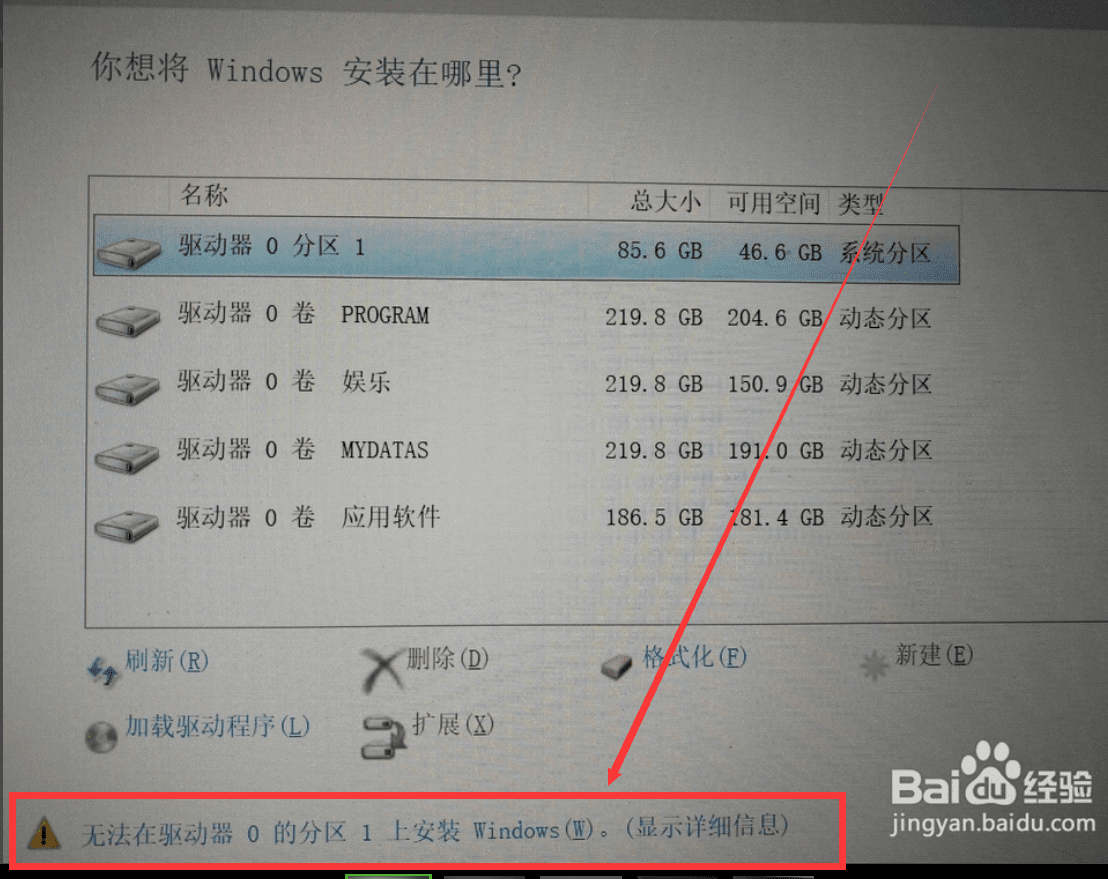 你想将 Windows 安装在哪里?
名称 总大小 可用空间 类型
驱动器 0 分区 1 85.6 GB 46.6 GB 系统分区
驱动器 0 卷 PROGRAM 219.8 GB 204.6 GB 动态分区
驱动器 0 卷 娱乐 219.8 GB 150.9 GB 动态分区
驱动器 0 卷 MYDATAS 219.8 GB 191.0 GB 动态分区
驱动器 0 卷 应用软件 186.5 GB 181.4 GB 动态分区
刷新(R) 删除(D) 格式化(F) 新建(E)
加载驱动程序(L) 扩展(X)
无法在驱动器 0 的分区 1 上安装 Windows(W)。(显示详细信息)
Bai du 经验
jingyan.baidu.com